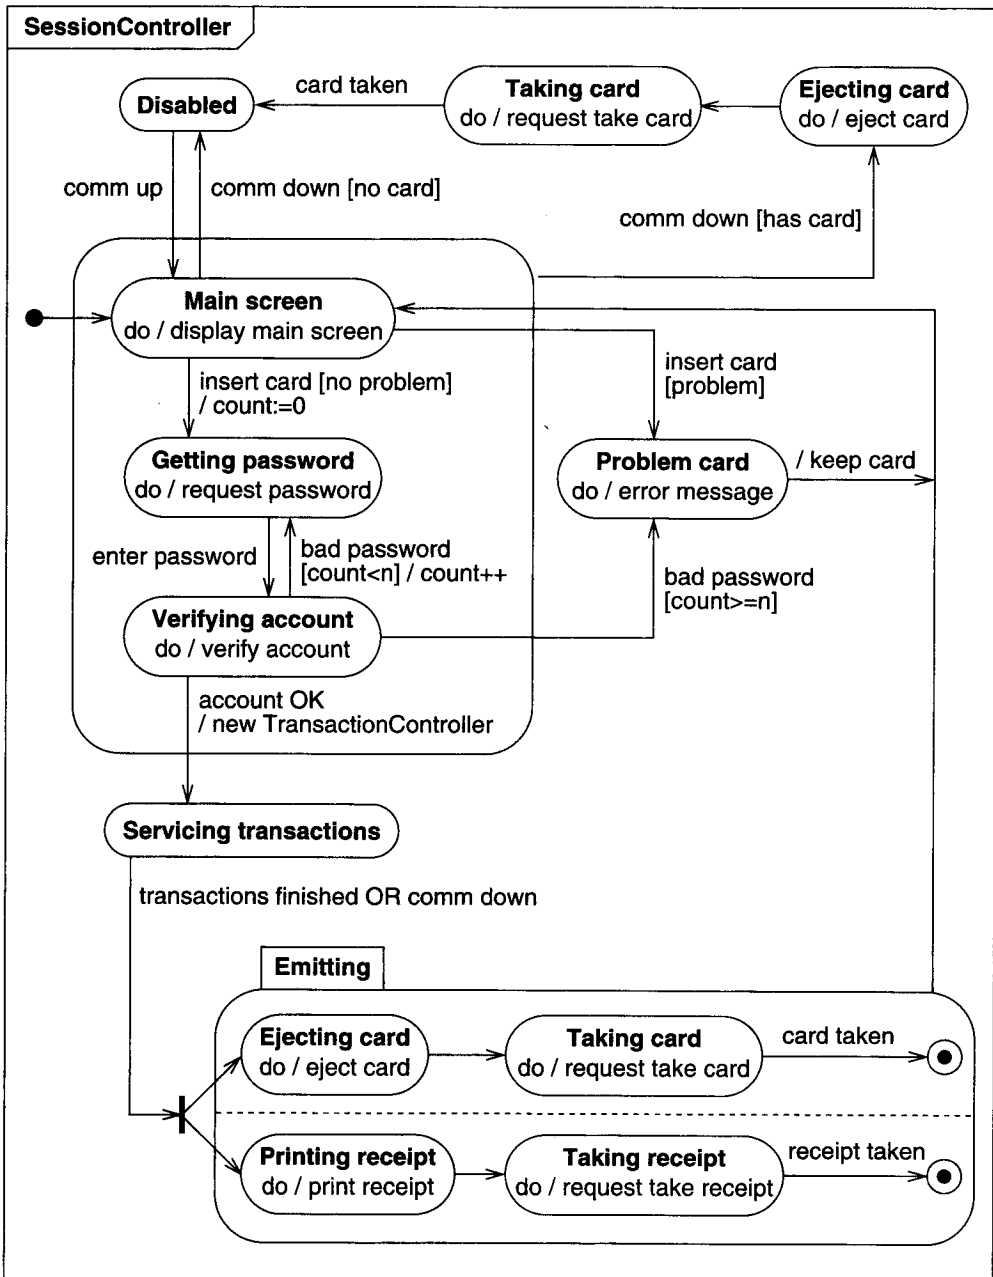 SessionController
Disabled
card taken
Taking card
do / request take card
Ejecting card
do / eject card
comm up
comm down [no card]
comm down [has card]
Main screen
do / display main screen
insert card
[problem]
insert card [no problem]
/ count:=0
Getting password
do / request password
Problem card
do / error message
/ keep card
enter password
bad password
[count<n] / count++
bad password
[count>=n]
Verifying account
do / verify account
account OK
/ new TransactionController
Servicing transactions
transactions finished OR comm down
Emitting
Ejecting card
do / eject card
Taking card
do / request take card
card taken
Printing receipt
do / print receipt
Taking receipt
do / request take receipt
receipt taken